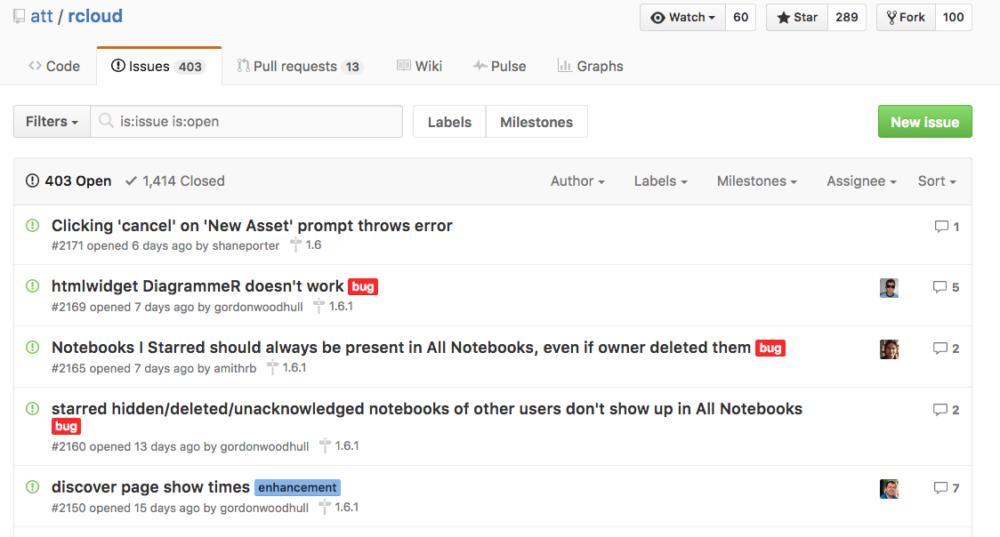 att / rcloud Watch 60 Star 289 Fork 100
Code Issues 403 Pull requests 13 Wiki Pulse Graphs
Filters is:issue is:open Labels Milestones New issue
403 Open 1,414 Closed Author Labels Milestones Assignee Sort
Clicking 'cancel' on 'New Asset' prompt throws error 1
#2171 opened 6 days ago by shaneporter 1.6
htmlwidget DiagrammeR doesn't work bug 5
#2169 opened 7 days ago by gordonwoodhull 1.6.1
Notebooks I Starred should always be present in All Notebooks, even if owner deleted them bug 2
#2165 opened 7 days ago by amithrb 1.6.1
starred hidden/deleted/unacknowledged notebooks of other users don't show up in All Notebooks 2
bug
#2160 opened 13 days ago by gordonwoodhull 1.6.1
discover page show times enhancement 7
#2150 opened 15 days ago by gordonwoodhull 1.6.1